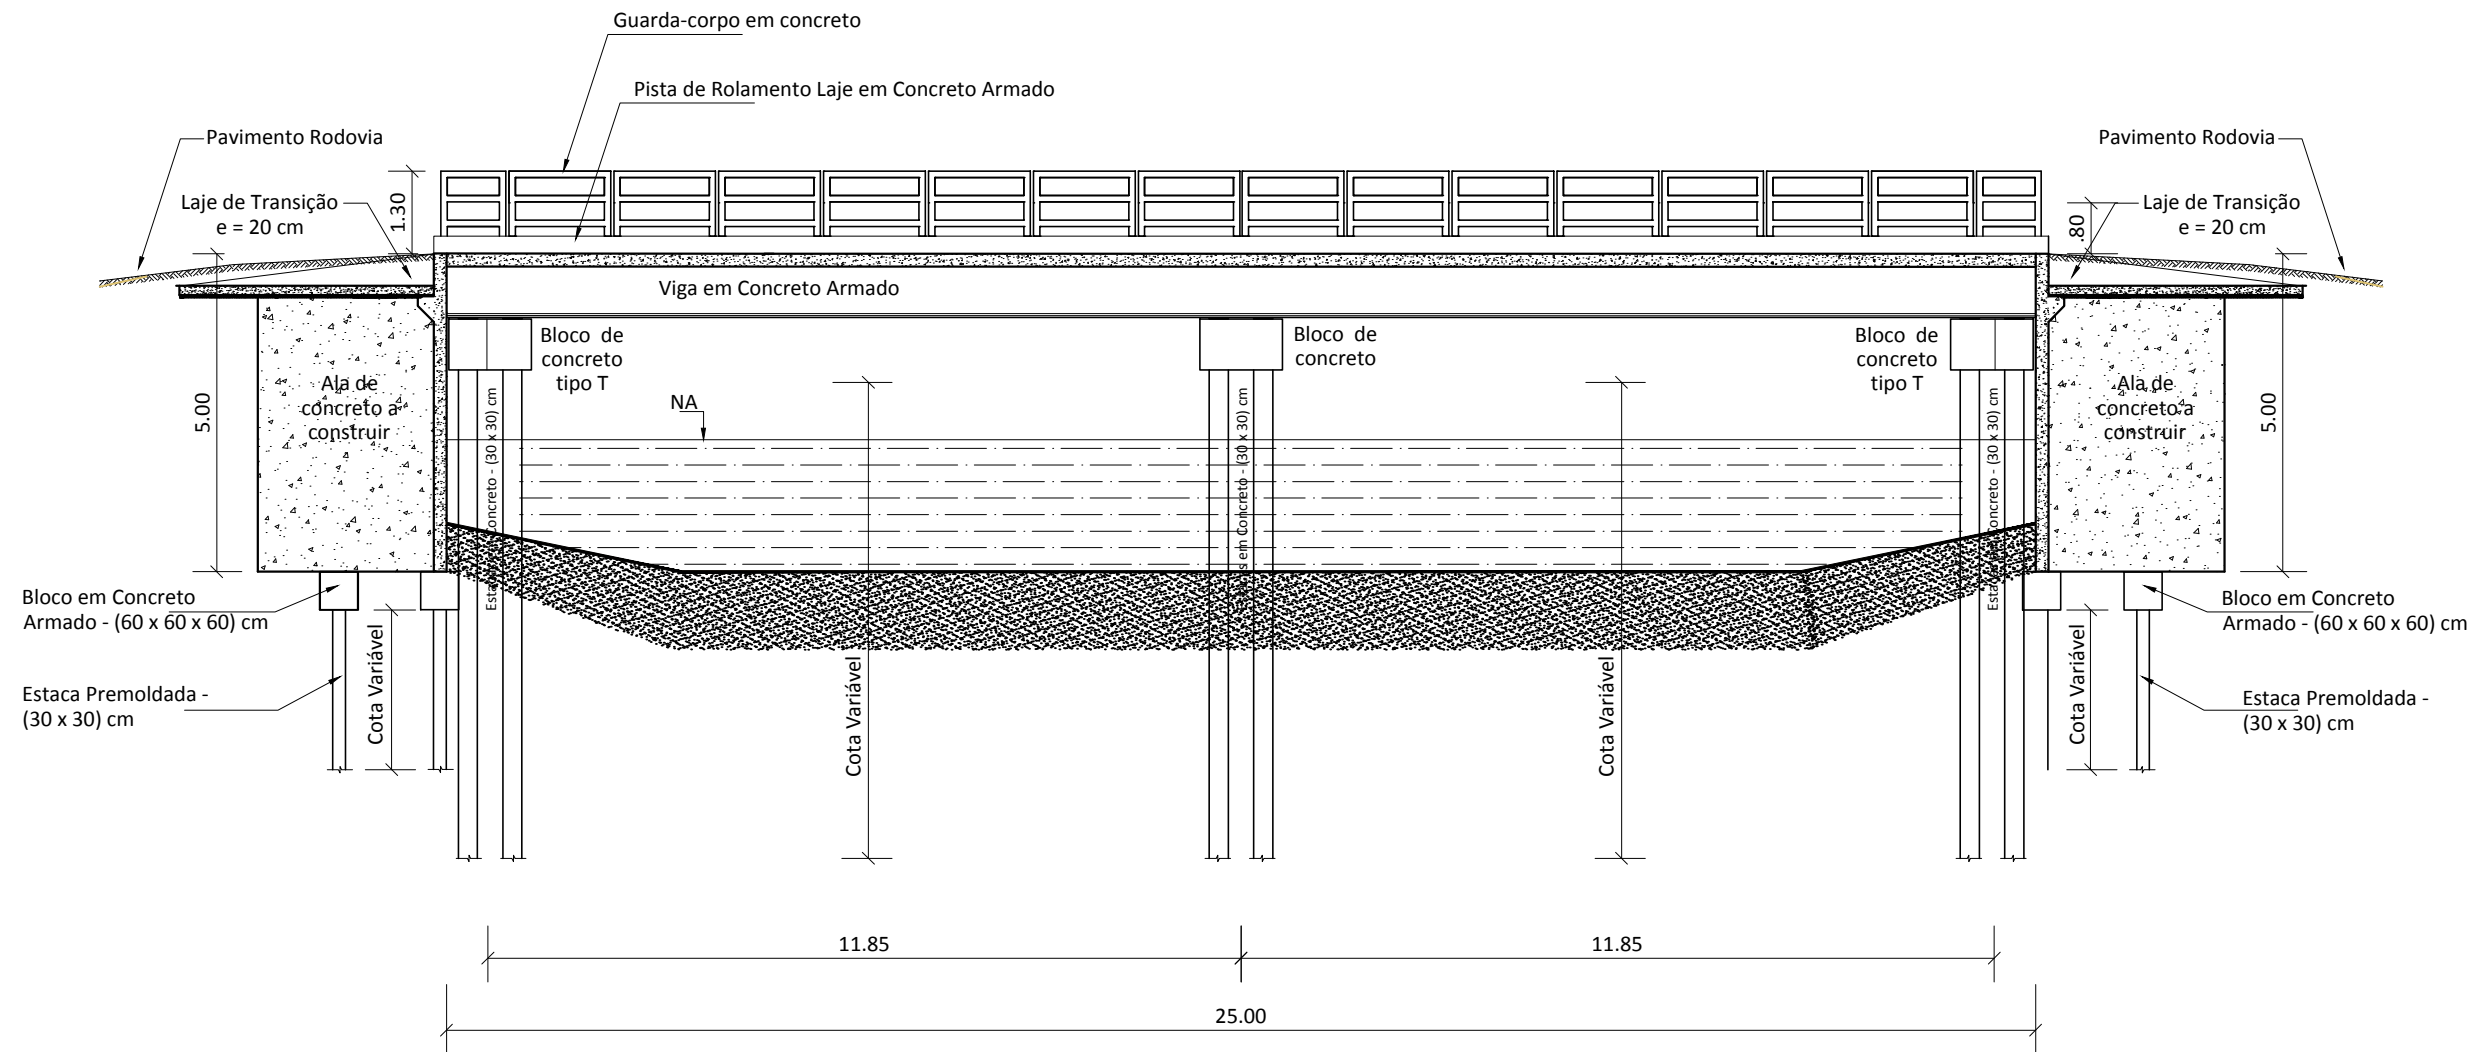 Guarda-corpo em concreto
Pista de Rolamento Laje em Concreto Armado
Pavimento Rodovia
Pavimento Rodovia
Laje de Transição
e = 20 cm
1.30
.80
Laje de Transição
e = 20 cm
Viga em Concreto Armado
Bloco de
concreto
tipo T
Bloco de
concreto
Bloco de
concreto
tipo T
Ala de
concreto a
construir
Ala de
concreto a
construir
5.00
5.00
NA
Concreto - (30 x 30) cm
em Concreto - (30 x 30) cm
Concreto - (30 x 30) cm
Bloco em Concreto
Armado - (60 x 60 x 60) cm
Bloco em Concreto
Armado - (60 x 60 x 60) cm
Estaca Premoldada -
(30 x 30) cm
Cota Variável
Cota Variável
Cota Variável
Cota Variável
Estaca Premoldada -
(30 x 30) cm
11.85
11.85
25.00